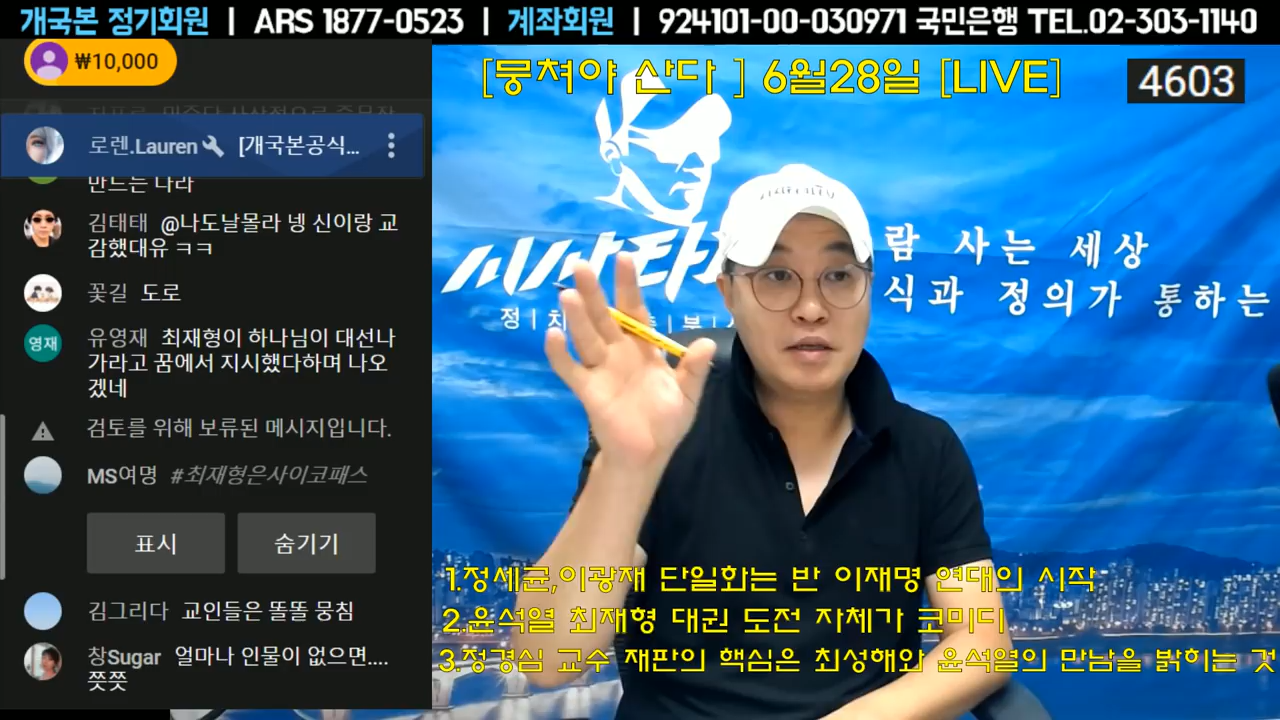 개국본 정기회원 | ARS 1877-0523 | 계좌회원 | 924101-00-030971 국민은행 TEL.02-303-1140
₩10,000
로렌.Lauren [개국본공식...
만드는 나라
김태태 @나도날몰라 넹 신이랑 교
감했대유 ㅋㅋ
꽃길 도로
영재
유영재 최재형이 하나님이 대선나
가라고 꿈에서 지시했다하며 나오
겠네
검토를 위해 보류된 메시지입니다.
MS여명 #최재형은사이코패스
표시 숨기기
김그리다 교인들은 똘똘 뭉침
창Sugar 얼마나 인물이 없으면....
쯧쯧
[뭉쳐야 산다 ] 6월28일 [LIVE]
4603
시사타
람 사는 세상
식과 정의가 통하는
정 | 치
1.정세균,이광재 단일화는 반 이재명 연대의 시작
2.윤석열 최재형 대권 도전 자체가 코미디
3.정경심 교수 재판의 핵심은 최성해와 윤석열의 만남을 밝히는 것